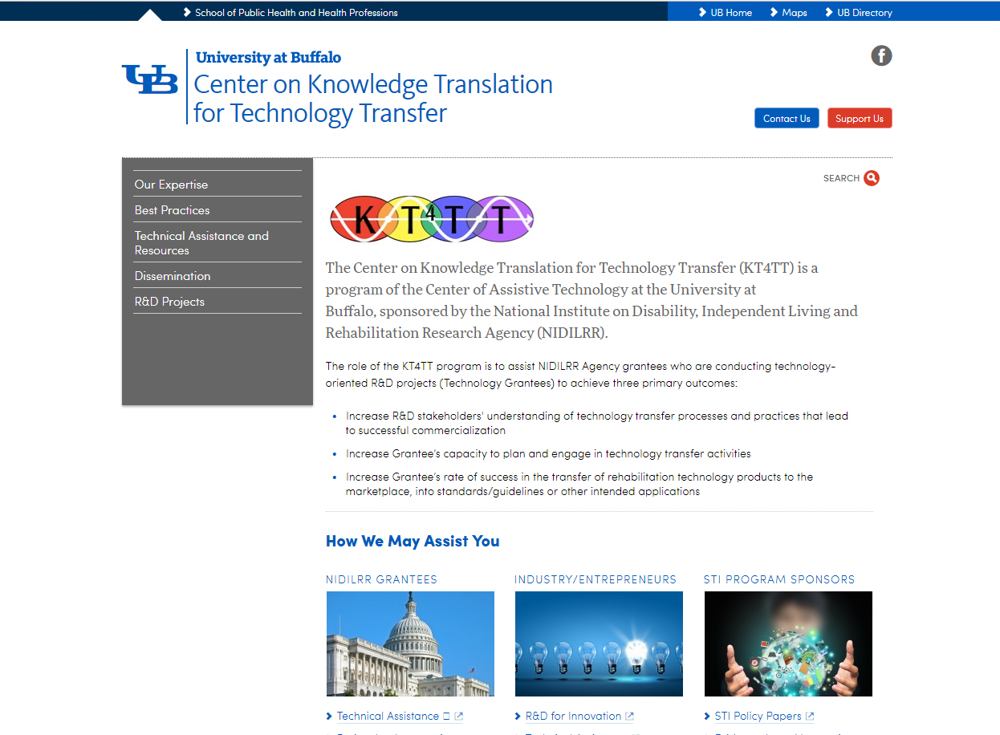 School of Public Health and Health Professions
UB Home
Maps
UB Directory
UB
University at Buffalo
Center on Knowledge Translation
for Technology Transfer
Contact Us
Support Us
Our Expertise
Best Practices
Technical Assistance and
Resources
Dissemination
R&D Projects
SEARCH
KT4TT
The Center on Knowledge Translation for Technology Transfer (KT4TT) is a
program of the Center of Assistive Technology at the University at
Buffalo, sponsored by the National Institute on Disability, Independent Living and
Rehabilitation Research Agency (NIDILRR).
The role of the KT4TT program is to assist NIDILRR Agency grantees who are conducting technology-
oriented R&D projects (Technology Grantees) to achieve three primary outcomes:
Increase R&D stakeholders' understanding of technology transfer processes and practices that lead
to successful commercialization
Increase Grantee's capacity to plan and engage in technology transfer activities
Increase Grantee's rate of success in the transfer of rehabilitation technology products to the
marketplace, into standards/guidelines or other intended applications
How We May Assist You
NIDILRR GRANTEES
INDUSTRY/ENTREPRENEURS
STI PROGRAM SPONSORS
Technical Assistance
R&D for Innovation
STI Policy Papers